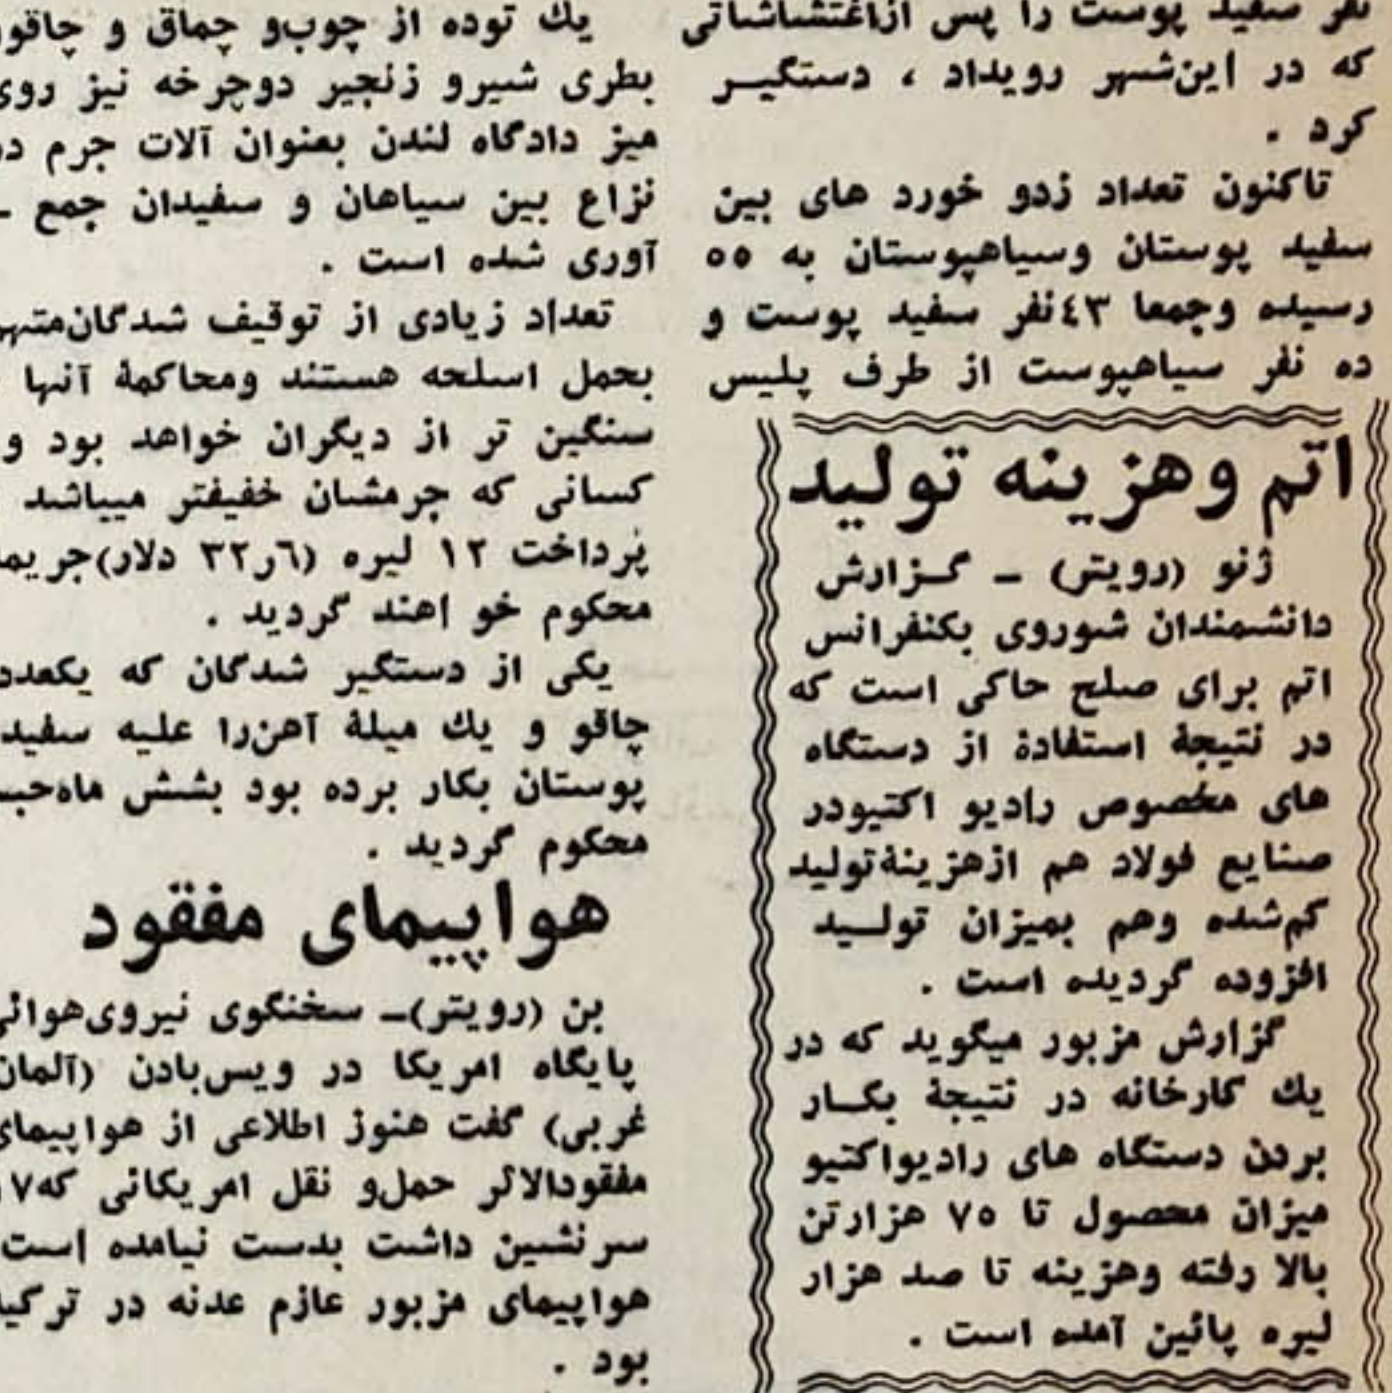 نفر سفید پوست را پس ازاغتشاشاتی
که در این‌شهر رویداد ، دستگیـر
کرد .
تاکنون تعداد زدو خورد های بین
سفید پوستان وسیاهپوستان به ٥٥
رسیده وجمعا ٤٣نفر سفید پوست و
ده نفر سیاهپوست از طرف پلیس
اتم وهزینه تولید
ژنو (رویتر) ـ گـزارش
دانشمندان شوروی بکنفرانس
اتم برای صلح حاکی است که
در نتیجهٔ استفادهٔ از دستگاه
های مخصوص رادیو اکتیودر
صنایع فولاد هم ازهزینهٔ‌تولید
کم‌شده وهم بمیزان تولـید
افزوده گردیده است .
گزارش مزبور میگوید که در
یك کارخانه در نتیجهٔ بکـار
بردن دستگاه های رادیواکتیو
میزان محصول تا ٧٥ هزارتن
بالا رفته وهزینه تا صد هزار
لیره پائین آمده است .
یك توده از چوب‌و چماق و چاقو
بطری شیرو زنجیر دوچرخه نیز روی
میز دادگاه لندن بعنوان آلات جرم در
نزاع بین سیاهان و سفیدان جمع ـ
آوری شده است .
تعداد زیادی از توقیف شدگان‌متهم
بحمل اسلحه هستند ومحاکمهٔ آنها
سنگین تر از دیگران خواهد بود و
کسانی که جرمشان خفیفتر میباشد
پرداخت ١٢ لیره (٦ر٣٢ دلار)جریمه
محکوم خو اهند گردید .
یکی از دستگیر شدگان که یکعدد
چاقو و یك میلهٔ آهن‌را علیه سفید
پوستان بکار برده بود بشش ماه‌حبس
محکوم گردید .
هواپیمای مفقود
بن (رویتر)ـ سخنگوی نیروی‌هوائی
پایگاه امریکا در ویس‌بادن (آلمان
غربی) گفت هنوز اطلاعی از هواپیمای
مفقودالاثر حمل‌و نقل امریکائی که١٧
سرنشین داشت بدست نیامده است
هواپیمای مزبور عازم عدنه در ترکیه
بود .